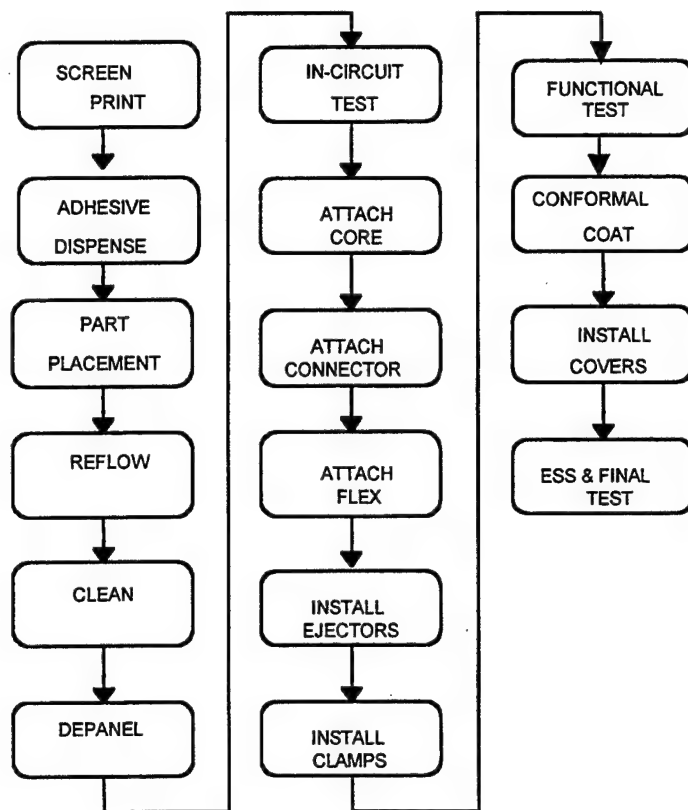 SCREEN
PRINT
ADHESIVE
DISPENSE
PART
PLACEMENT
REFLOW
CLEAN
DEPANEL
IN-CIRCUIT
TEST
ATTACH
CORE
ATTACH
CONNECTOR
ATTACH
FLEX
INSTALL
EJECTORS
INSTALL
CLAMPS
FUNCTIONAL
TEST
CONFORMAL
COAT
INSTALL
COVERS
ESS & FINAL
TEST